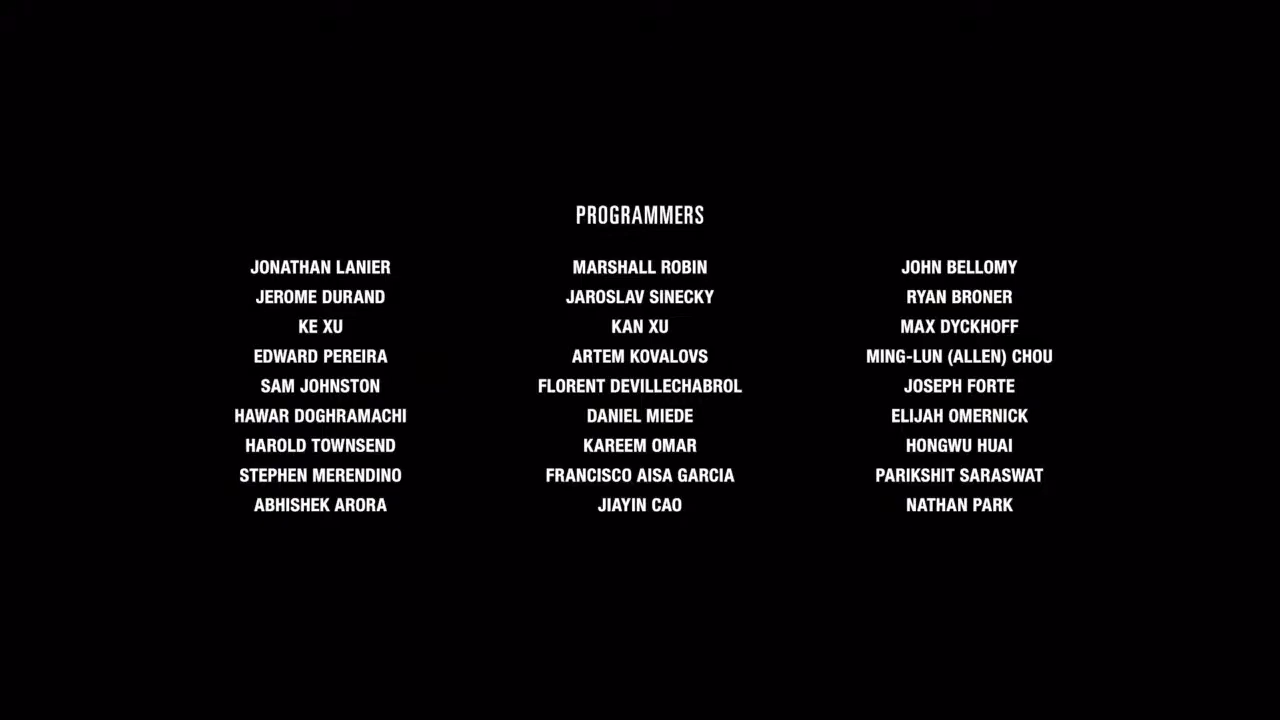 PROGRAMMERS
JONATHAN LANIER MARSHALL ROBIN JOHN BELLOMY
JEROME DURAND JAROSLAV SINECKY RYAN BRONER
KE XU KAN XU MAX DYCKHOFF
EDWARD PEREIRA ARTEM KOVALOVS MING-LUN (ALLEN) CHOU
SAM JOHNSTON FLORENT DEVILLECHABROL JOSEPH FORTE
HAWAR DOGHRAMACHI DANIEL MIEDE ELIJAH OMERNICK
HAROLD TOWNSEND KAREEM OMAR HONGWU HUAI
STEPHEN MERENDINO FRANCISCO AISA GARCIA PARIKSHIT SARASWAT
ABHISHEK ARORA JIAYIN CAO NATHAN PARK